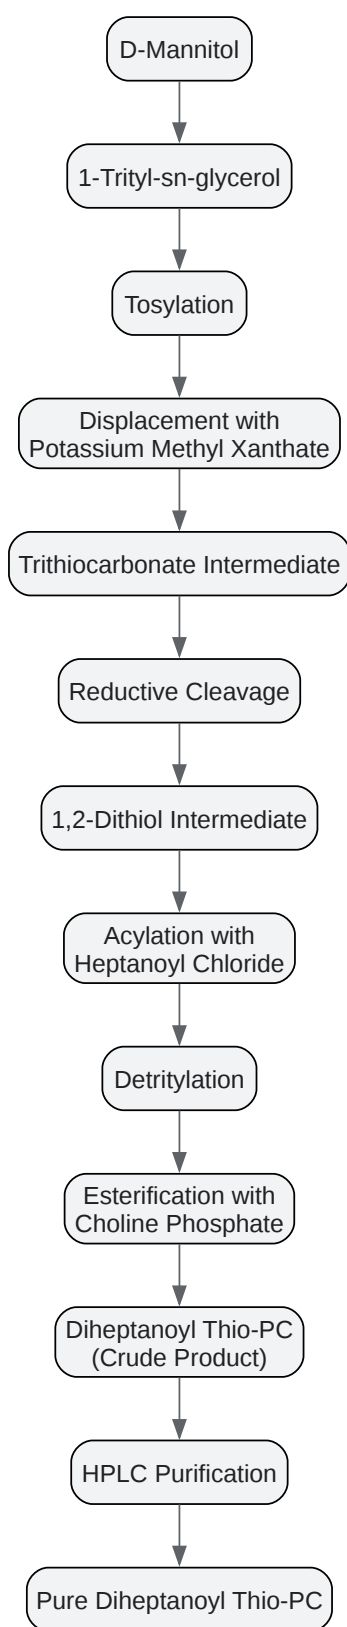 D-Mannitol
1-Trityl-sn-glycerol
Tosylation
Displacement with
Potassium Methyl Xanthate
Trithiocarbonate Intermediate
Reductive Cleavage
1,2-Dithiol Intermediate
Acylation with
Heptanoyl Chloride
Detritylation
Esterification with
Choline Phosphate
Diheptanoyl Thio-PC
(Crude Product)
HPLC Purification
Pure Diheptanoyl Thio-PC